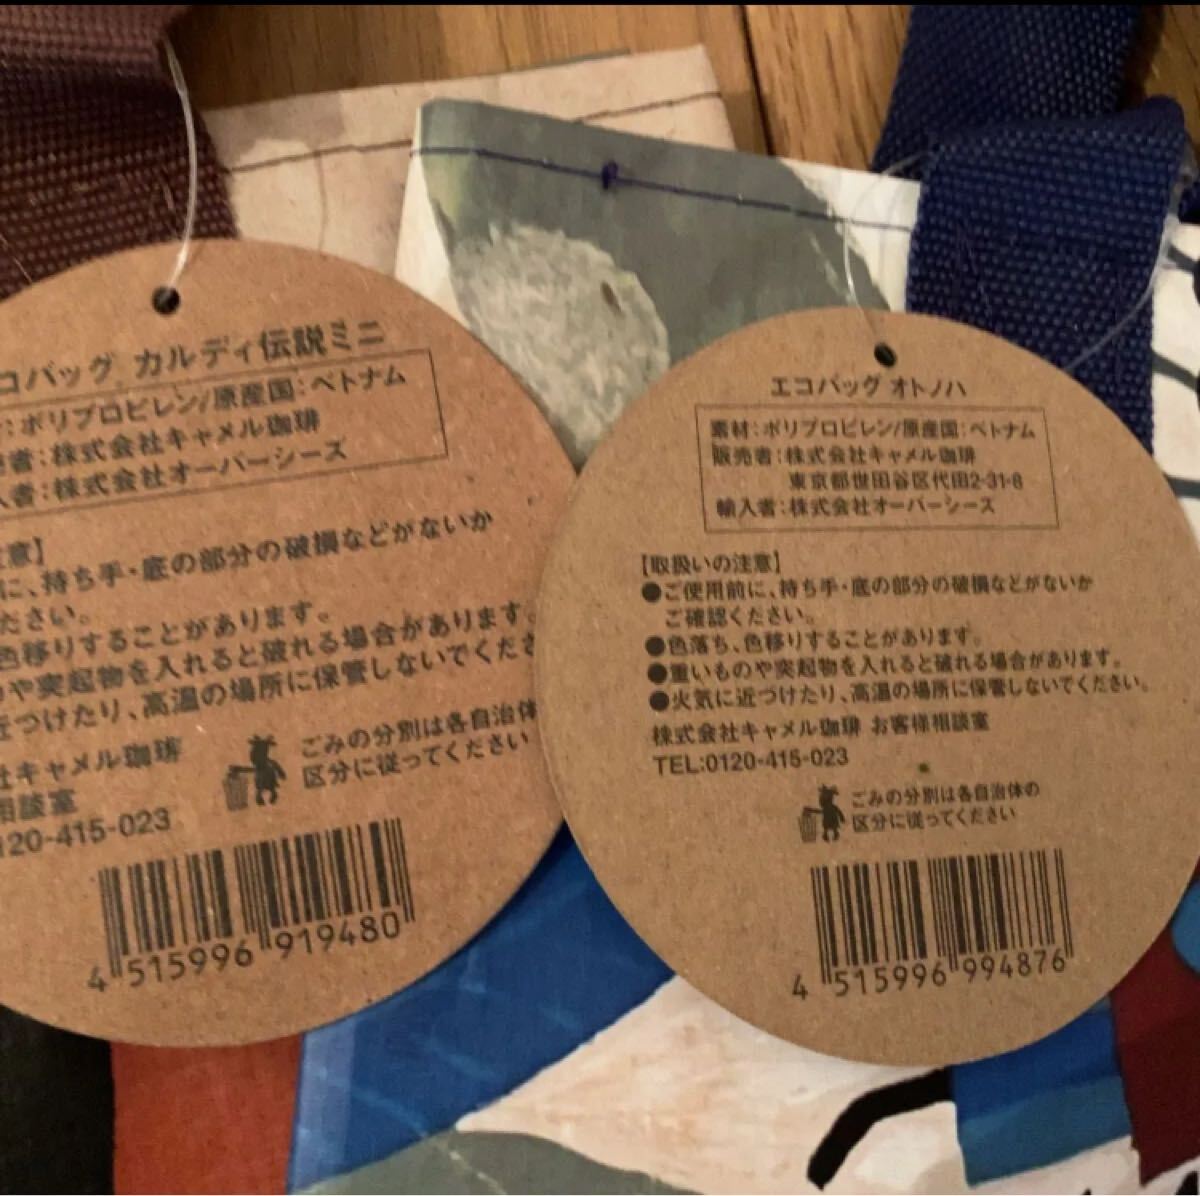 コバッグ カルディ伝説ミニ
:ポリプロピレン/原産国:ベトナム
売者:株式会社キャメル珈琲
入者:株式会社オーバーシーズ
注意】
に、持ち手・底の部分の破損などがないか
ださい。
色移りすることがあります。
や突起物を入れると破れる場合があります。
近づけたり、高温の場所に保管しないでくださ
社キャメル珈琲
相談室
0120-415-023
ごみの分別は各自治体
区分に従ってください
4 515996 919480
エコバッグ オトノハ
素材:ポリプロピレン/原産国:ベトナム
販売者:株式会社キャメル珈琲
東京都世田谷区代田2-31-8
輸入者:株式会社オーバーシーズ
【取扱いの注意】
●ご使用前に、持ち手・底の部分の破損などがないか
ご確認ください。
●色落ち、色移りすることがあります。
●重いものや突起物を入れると破れる場合があります。
●火気に近づけたり、高温の場所に保管しないでください。
株式会社キャメル珈琲 お客様相談室
TEL:0120-415-023
ごみの分別は各自治体の
区分に従ってください
4 515996 994876